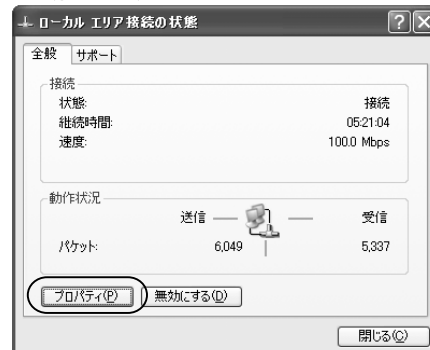 ローカル エリア接続の状態
全般 サポート
接続
状態: 接続
継続時間: 05:21:04
速度: 100.0 Mbps
動作状況
送信 受信
パケット: 6,049 5,337
プロパティ(P) 無効にする(D)
閉じる(C)